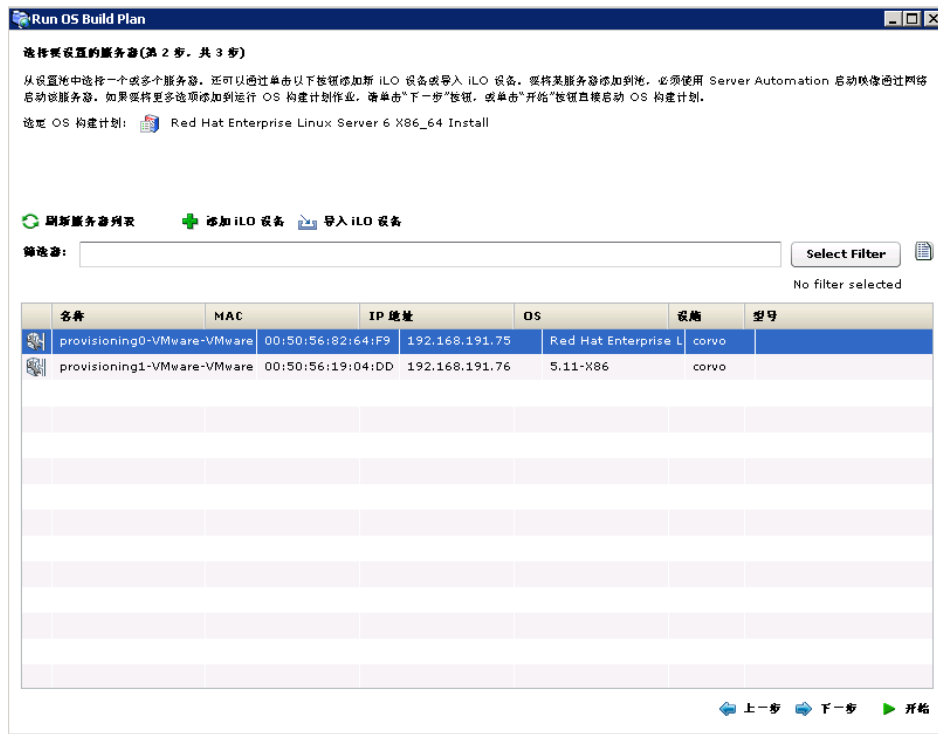 Run OS Build Plan
选择要设置的服务器(第 2 步，共 3 步)
从设置池中选择一个或多个服务器。还可以通过单击以下按钮添加新 iLO 设备或导入 iLO 设备。要将某服务器添加到池，必须使用 Server Automation 启动映像通过网络
启动该服务器。如果要将更多选项添加到运行 OS 构建计划作业，请单击“下一步”按钮，或单击“开始”按钮直接启动 OS 构建计划。
选定 OS 构建计划: Red Hat Enterprise Linux Server 6 X86_64 Install
刷新服务器列表 添加 iLO 设备 导入 iLO 设备
筛选器: Select Filter
No filter selected
名称 MAC IP 地址 OS 设施 型号
provisioning0-VMware-VMware 00:50:56:82:64:F9 192.168.191.75 Red Hat Enterprise L corvo
provisioning1-VMware-VMware 00:50:56:19:04:DD 192.168.191.76 5.11-X86 corvo
上一步 下一步 开始